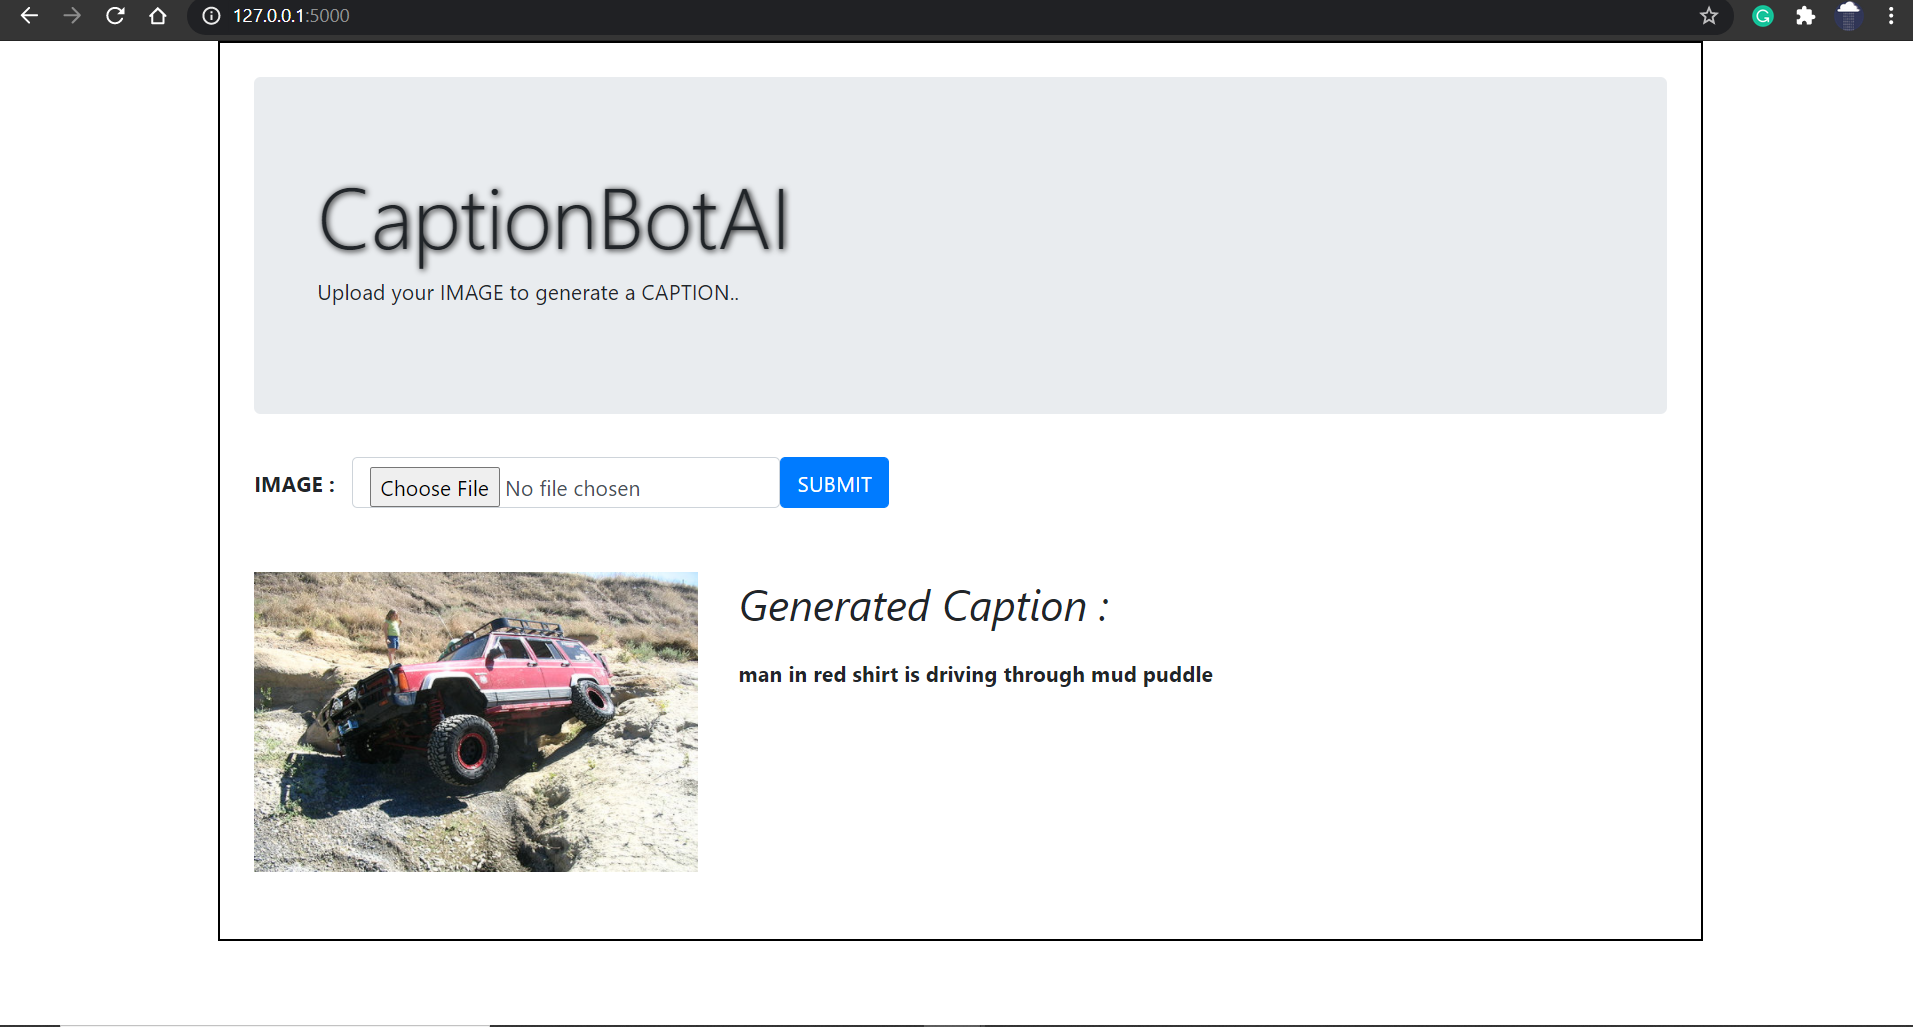 127.0.0.1:5000
CaptionBotAI
Upload your IMAGE to generate a CAPTION..
IMAGE : Choose File No file chosen SUBMIT
Generated Caption :
man in red shirt is driving through mud puddle